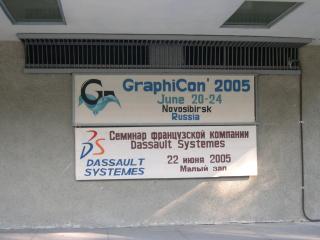 GraphiCon' 2005
June 20-24
Novosibirsk
Russia
Семинар французской компании
Dassault Systemes
DASSAULT
SYSTEMES
22 июня 2005
Малый зал